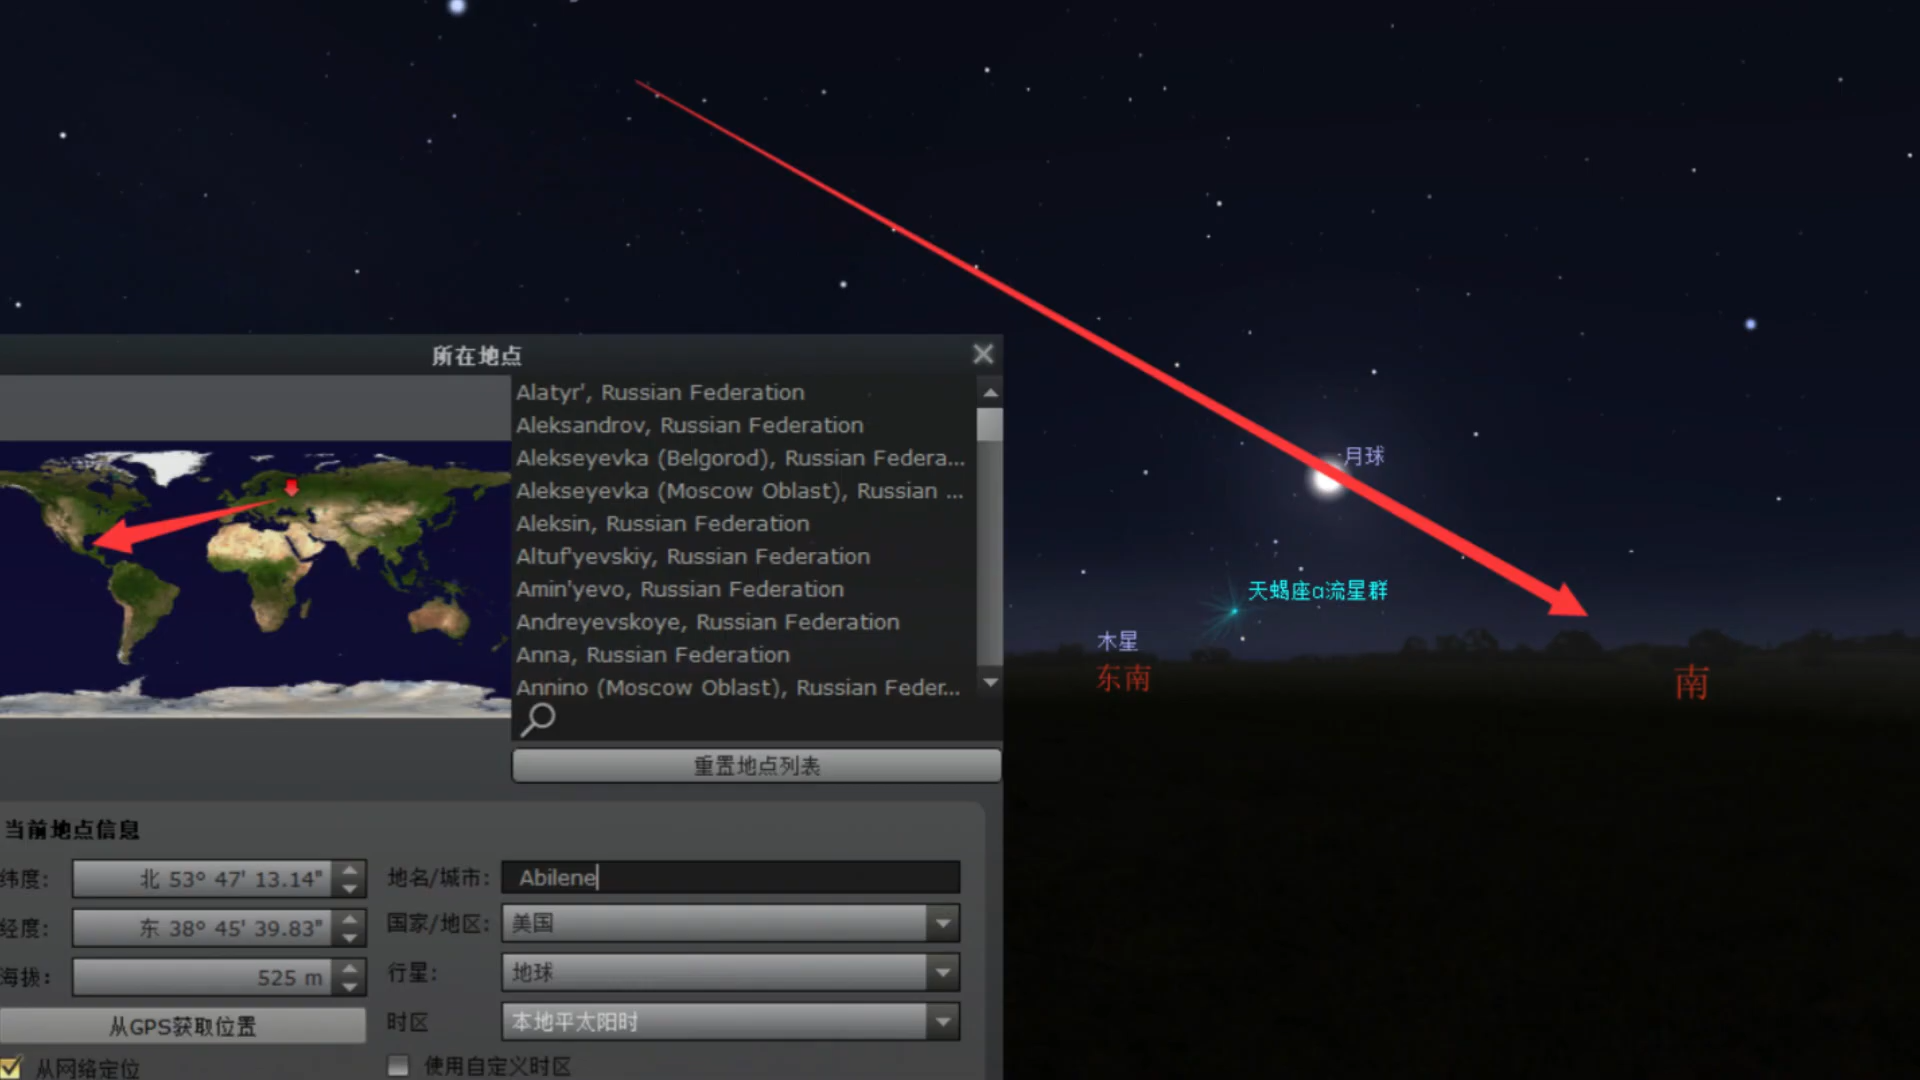 所在地点
Alatyr', Russian Federation
Aleksandrov, Russian Federation
Alekseyevka (Belgorod), Russian Federa...
Alekseyevka (Moscow Oblast), Russian ...
Aleksin, Russian Federation
Altuf'yevskiy, Russian Federation
Amin'yevo, Russian Federation
Andreyevskoye, Russian Federation
Anna, Russian Federation
Annino (Moscow Oblast), Russian Feder...
重置地点列表
月球
天蝎座α流星群
木星
东南
南
当前地点信息
纬度: 北 53° 47' 13.14" 地名/城市: Abilene
经度: 东 38° 45' 39.83" 国家/地区: 美国
海拔: 525 m 行星: 地球
从GPS获取位置 时区 本地平太阳时
从网络定位 使用自定义时区